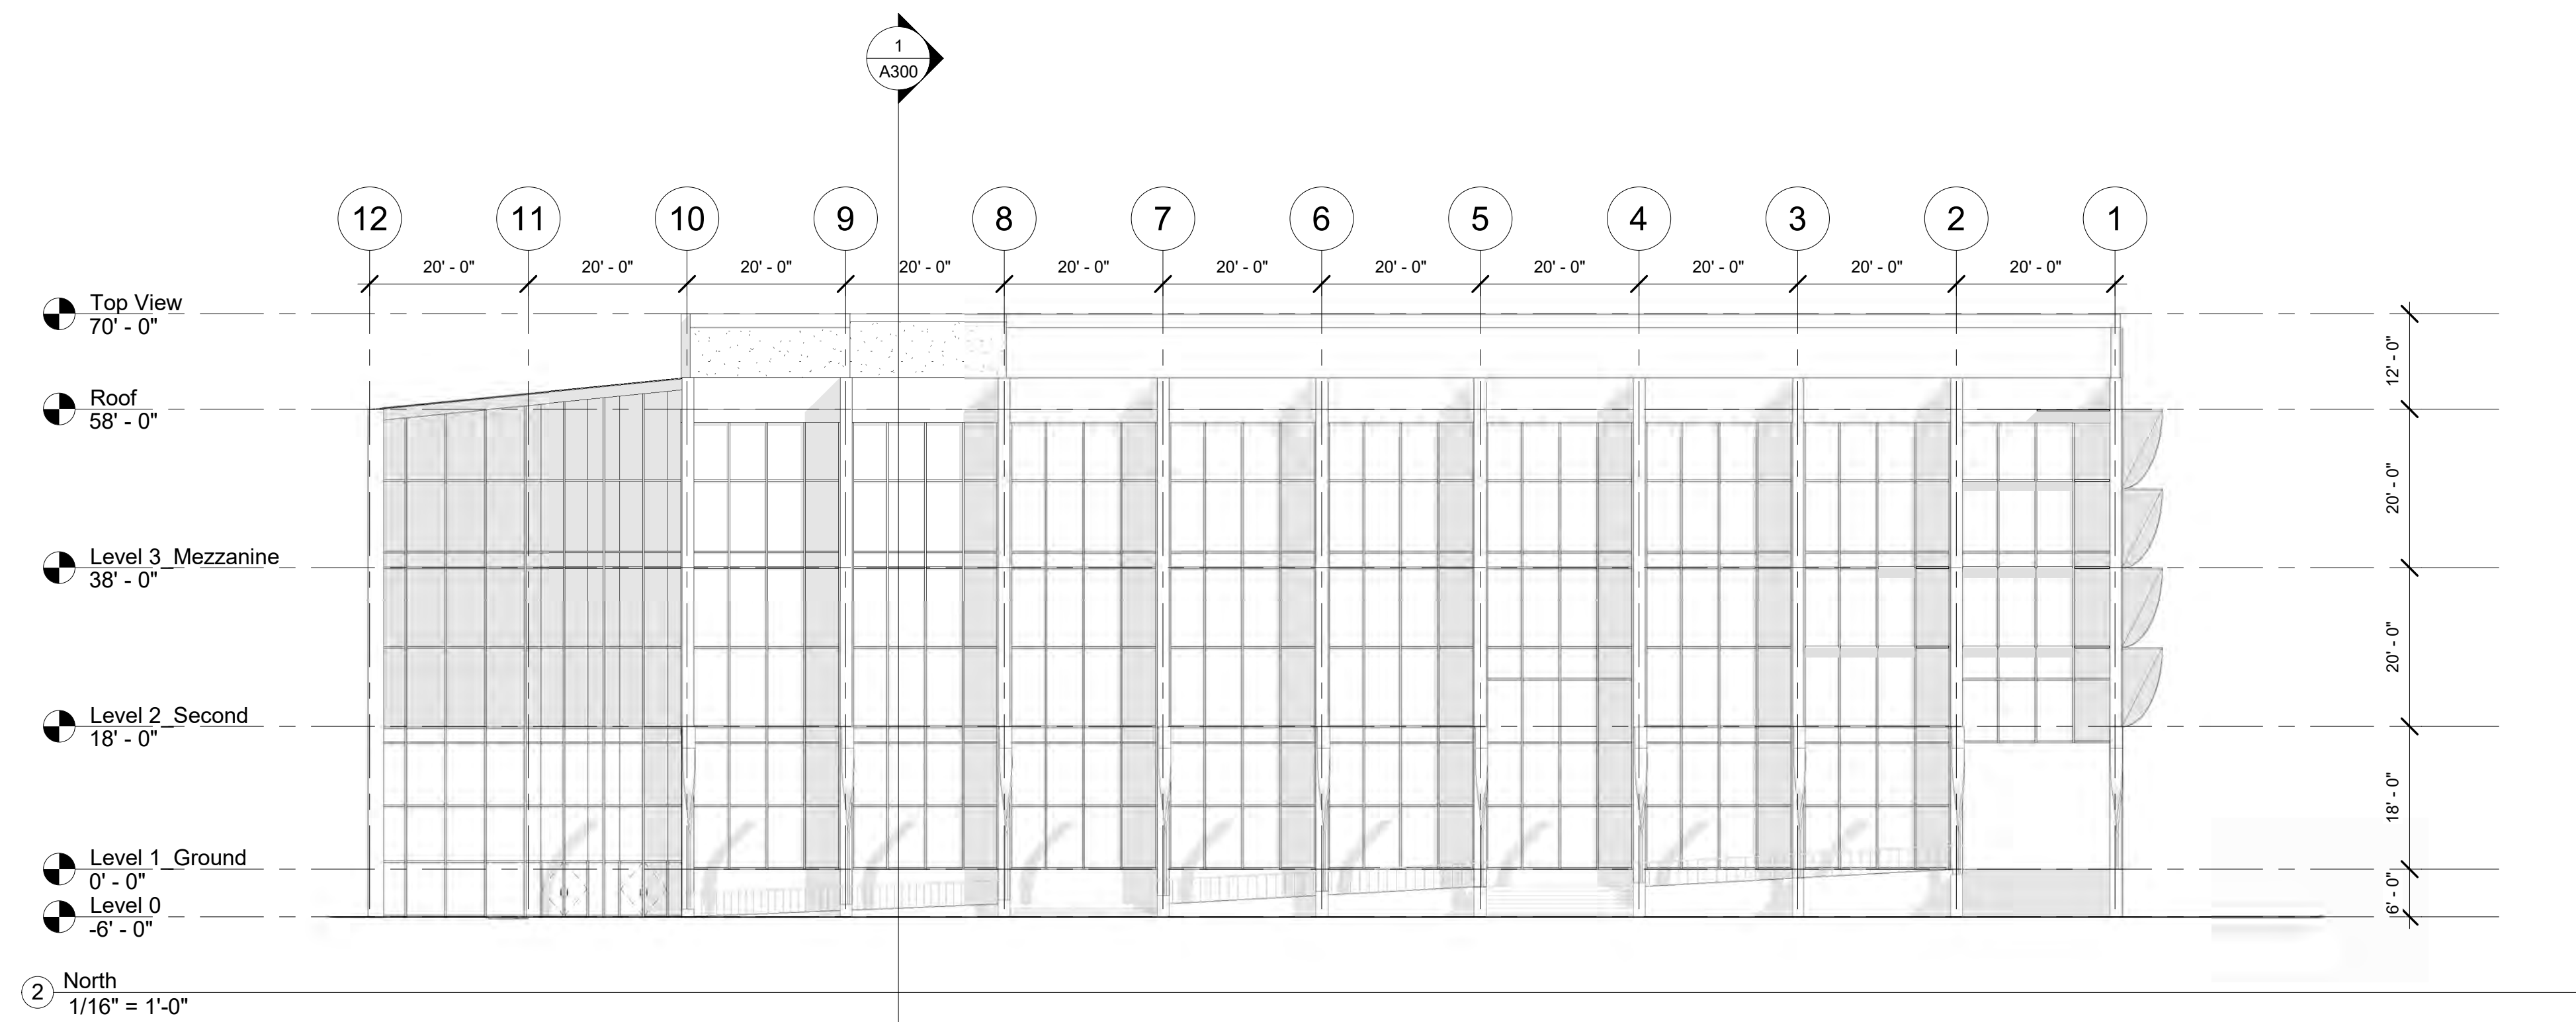 1
A300
12 11 10 9 8 7 6 5 4 3 2 1
20' - 0" 20' - 0" 20' - 0" 20' - 0" 20' - 0" 20' - 0" 20' - 0" 20' - 0" 20' - 0" 20' - 0" 20' - 0"
Top View
70' - 0"
12' - 0"
Roof
58' - 0"
20' - 0"
Level 3_Mezzanine
38' - 0"
20' - 0"
Level 2_Second
18' - 0"
18' - 0"
Level 1_Ground
0' - 0"
6' - 0"
Level 0
-6' - 0"
2 North
1/16" = 1'-0"